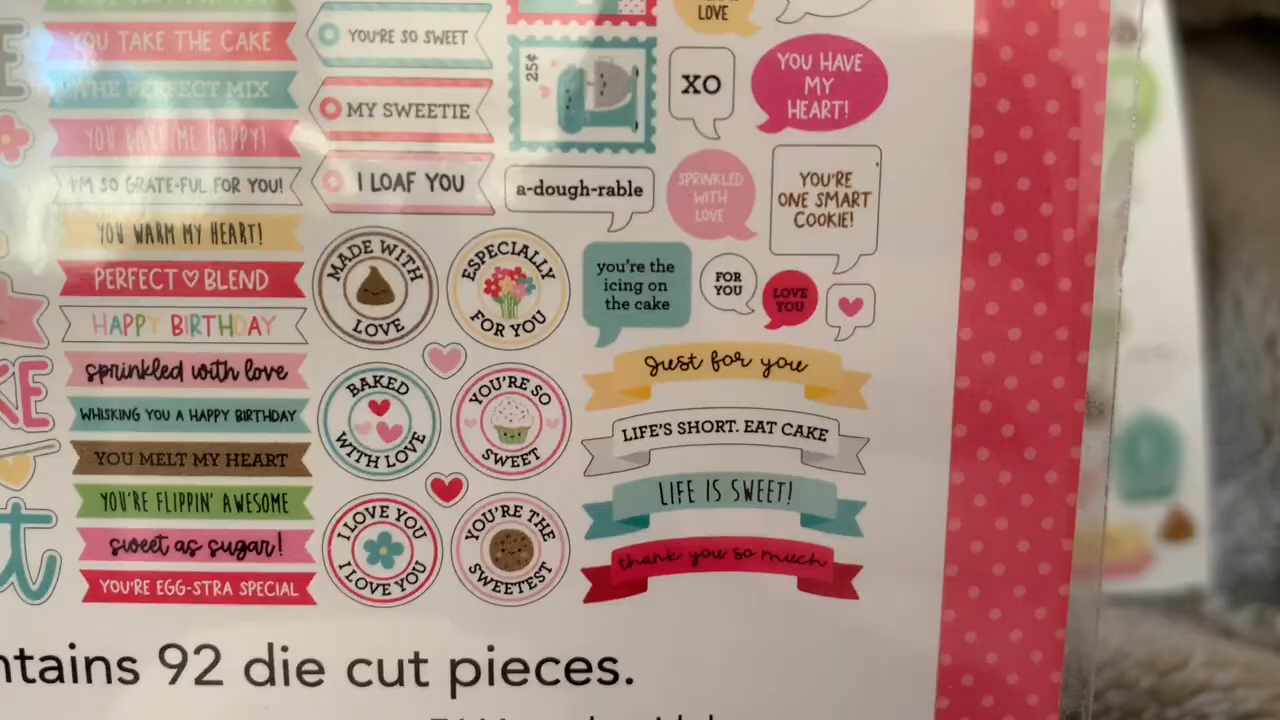 YOU TAKE THE CAKE
THE PERFECT MIX
YOU MAKE ME HAPPY!
I'M SO GRATE-FUL FOR YOU!
YOU WARM MY HEART!
PERFECT BLEND
HAPPY BIRTHDAY
sprinkled with love
WHISKING YOU A HAPPY BIRTHDAY
YOU MELT MY HEART
YOU'RE FLIPPIN' AWESOME
sweet as sugar!
YOU'RE EGG-STRA SPECIAL
YOU'RE SO SWEET
MY SWEETIE
I LOAF YOU
MADE WITH
LOVE
ESPECIALLY
FOR YOU
BAKED
WITH LOVE
YOU'RE SO
SWEET
I LOVE YOU
I LOVE YOU
YOU'RE THE
SWEETEST
25¢
LOVE
XO
YOU HAVE
MY
HEART!
a-dough-rable
SPRINKLED
WITH
LOVE
YOU'RE
ONE SMART
COOKIE!
you're the
icing on
the cake
FOR
YOU
LOVE
YOU
Just for you
LIFE'S SHORT. EAT CAKE
LIFE IS SWEET!
thank you so much
ntains 92 die cut pieces.